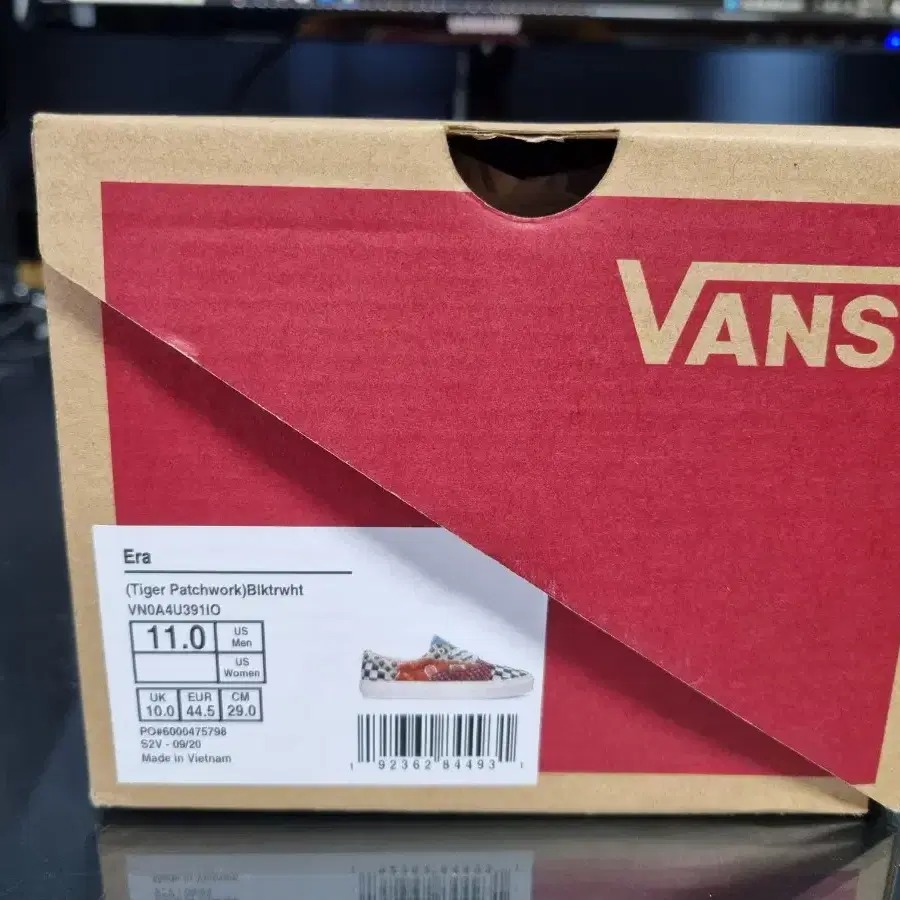 VANS
Era
(Tiger Patchwork)Blktrwht
VN0A4U391IO
11.0 US Men
US Women
UK EUR CM
10.0 44.5 29.0
PO#6000475798
S2V - 09/20
Made in Vietnam
1 92362 84493 1